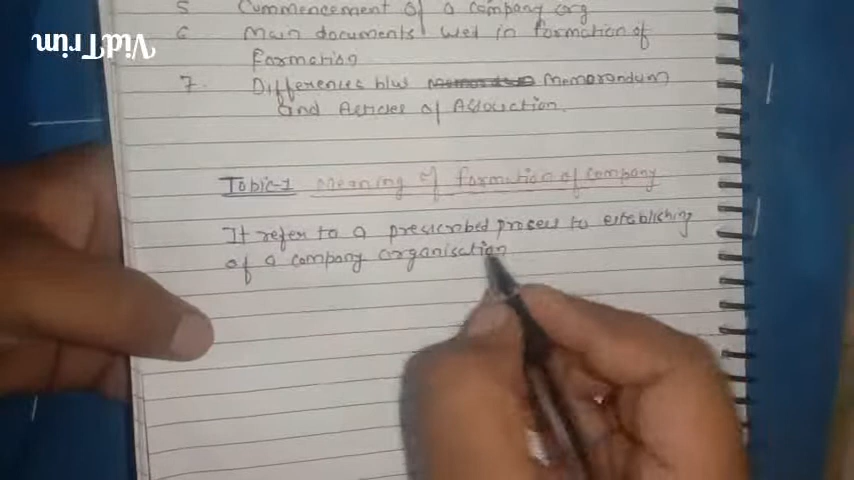 5 Commencement of a company org
6 Main documents used in formation of
formation
VidTrim
7. Differences b/w Memorandum
and Articles of Association.
Topic-1 Meaning of formation of company
It refer to a prescribed process to establishing
of a company organisation